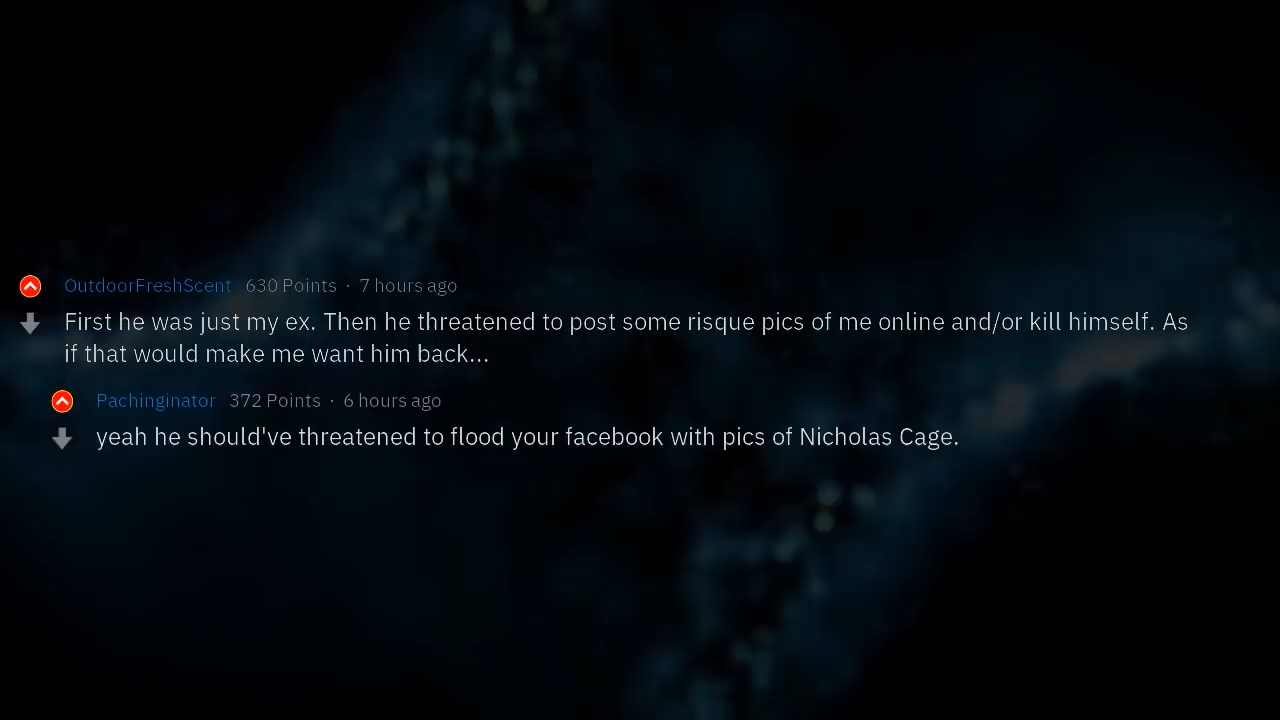 OutdoorFreshScent 630 Points · 7 hours ago
First he was just my ex. Then he threatened to post some risque pics of me online and/or kill himself. As
if that would make me want him back...
Pachinginator 372 Points · 6 hours ago
yeah he should've threatened to flood your facebook with pics of Nicholas Cage.